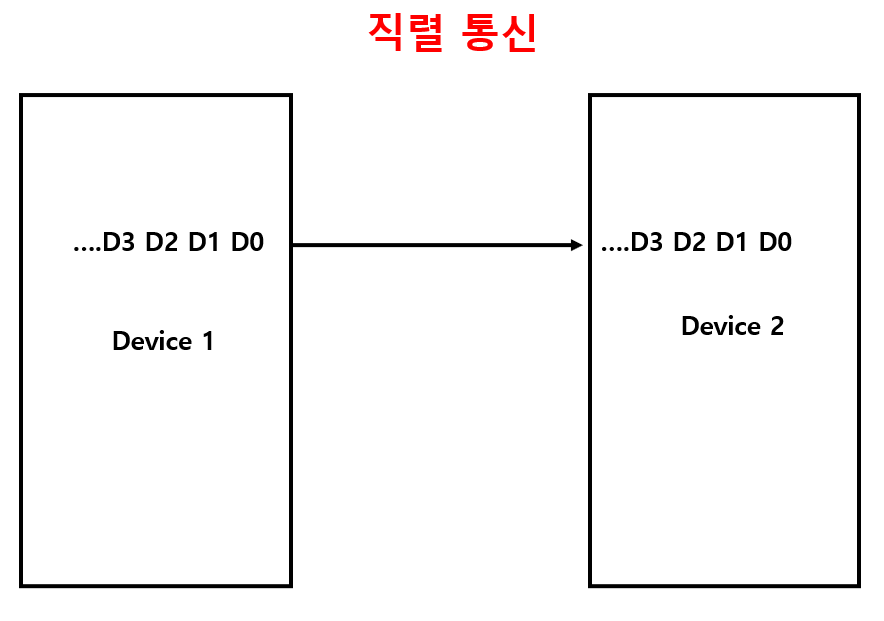 직렬 통신
....D3 D2 D1 D0
....D3 D2 D1 D0
Device 1
Device 2